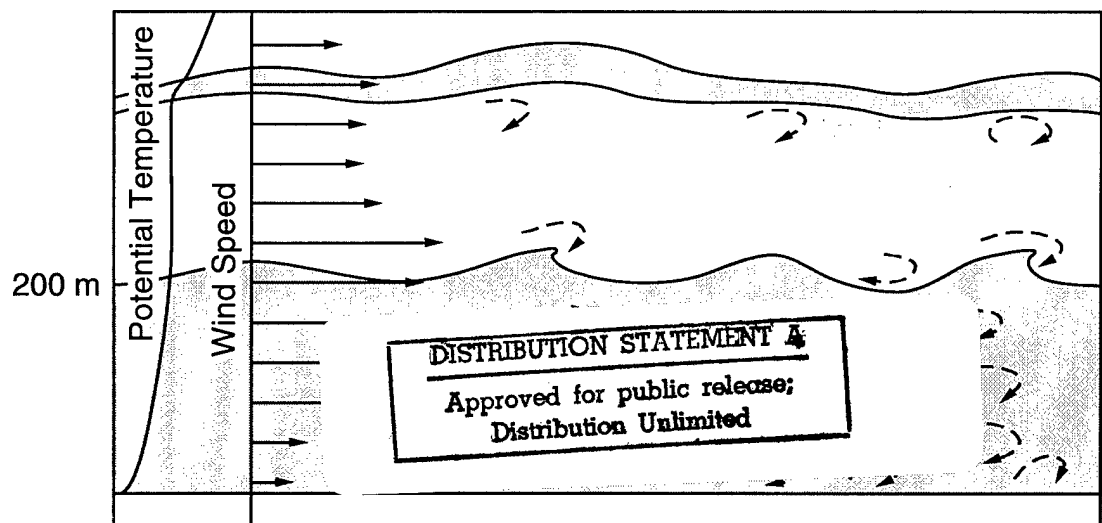 Potential Temperature
Wind Speed
200 m
DISTRIBUTION STATEMENT A
Approved for public release;
Distribution Unlimited